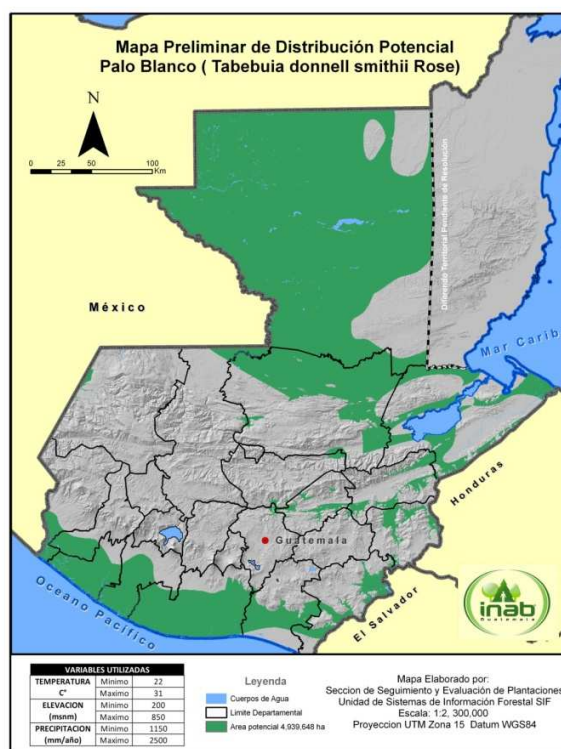 Mapa Preliminar de Distribución Potencial
Palo Blanco ( Tabebuia donnell smithii Rose)
N
0 25 50 100
Km
Diferendo Territorial Pendiente de Resolución
México
Mar Carib
Honduras
Guatemala
El Salvador
Oceano Pacífico
inab
Guatemala
VARIABLES UTILIZADAS
TEMPERATURA Minimo 22
C° Maximo 31
ELEVACION Minimo 200
(msnm) Maximo 850
PRECIPITACION Minimo 1150
(mm/año) Maximo 2500
Leyenda
Cuerpos de Agua
Limite Departamental
Area potencial 4,939,648 ha
Mapa Elaborado por:
Seccion de Seguimiento y Evaluación de Plantaciones
Unidad de Sistemas de Información Forestal SIF
Escala: 1:2, 300,000
Proyeccion UTM Zona 15 Datum WGS84